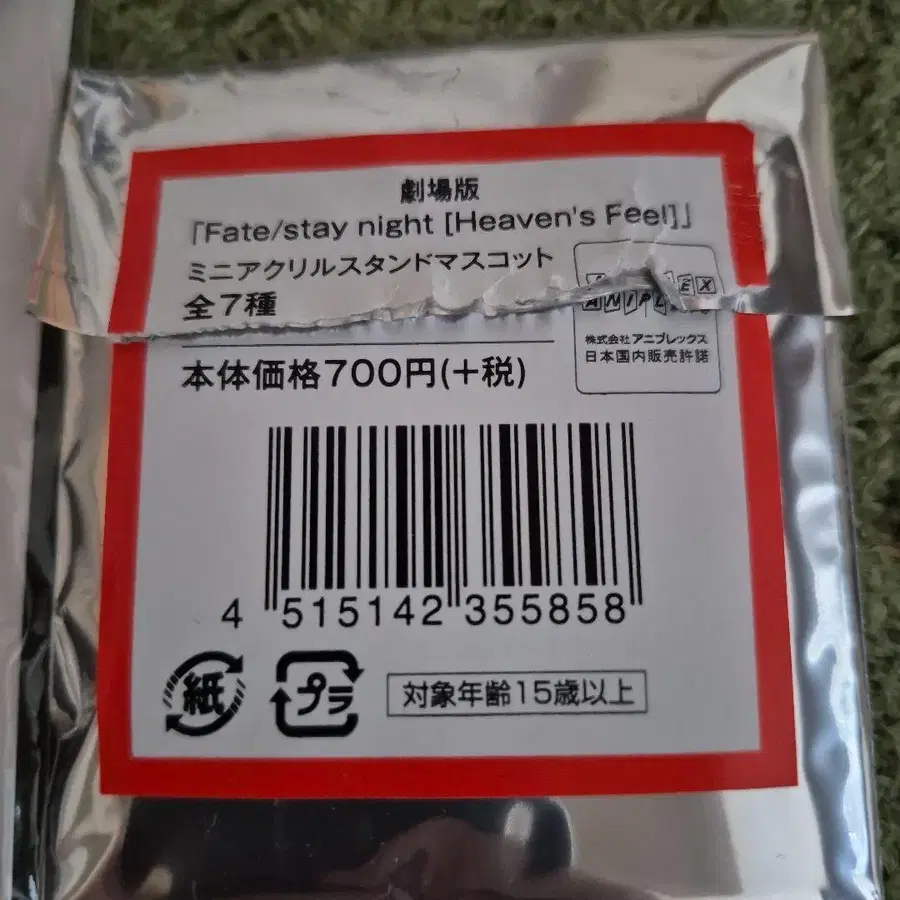 劇場版
「Fate/stay night [Heaven's Feel]」
ミニアクリルスタンドマスコット
全7種
ANIPLEX
株式会社アニプレックス
日本国内販売許諾
本体価格700円(+税)
4 515142 355858
紙
プラ
対象年齢15歳以上